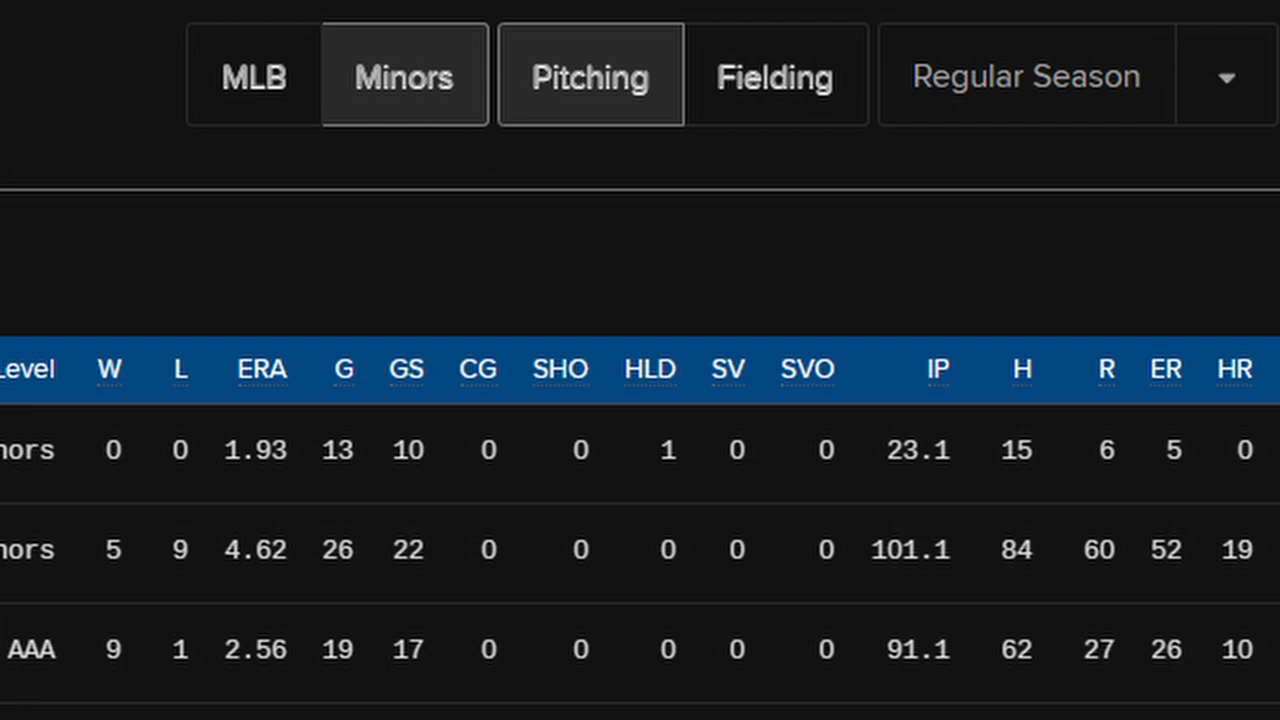 MLB Minors Pitching Fielding Regular Season
Level W L ERA G GS CG SHO HLD SV SVO IP H R ER HR
nors 0 0 1.93 13 10 0 0 1 0 0 23.1 15 6 5 0
nors 5 9 4.62 26 22 0 0 0 0 0 101.1 84 60 52 19
AAA 9 1 2.56 19 17 0 0 0 0 0 91.1 62 27 26 10